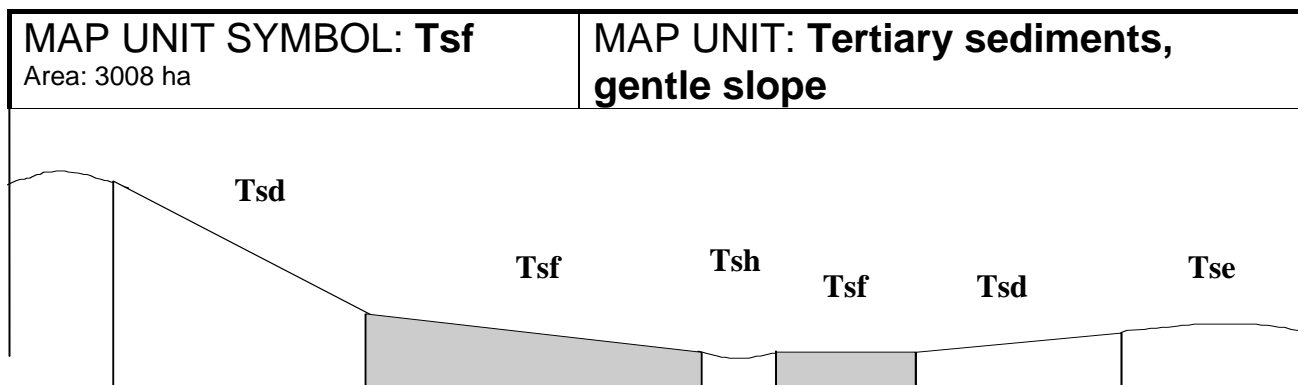 MAP UNIT SYMBOL: Tsf
Area: 3008 ha
MAP UNIT: Tertiary sediments,
gentle slope
Tsd
Tsf
Tsh
Tsf
Tsd
Tse